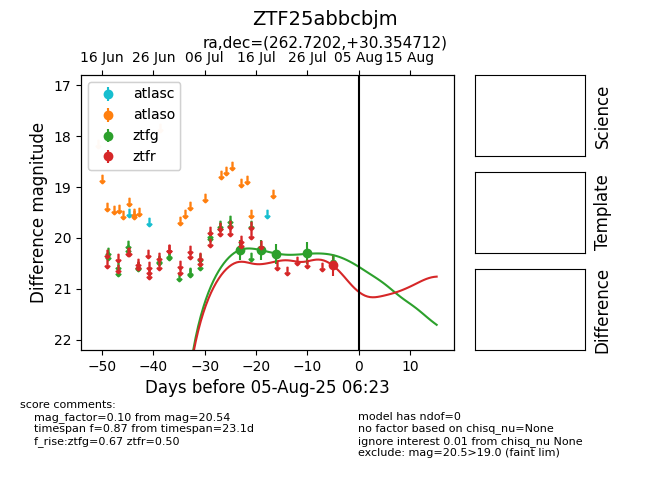 ZTF25abbcbjm
ra,dec=(262.7202,+30.354712)
16 Jun 26 Jun 06 Jul 16 Jul 26 Jul 05 Aug 15 Aug
atlasc
atlaso
ztfg
ztfr
17
18
19
20
21
22
Difference magnitude
−50 −40 −30 −20 −10 0 10
Days before 05-Aug-25 06:23
Science
Template
Difference
score comments:
mag_factor=0.10 from mag=20.54
timespan f=0.87 from timespan=23.1d
f_rise:ztfg=0.67 ztfr=0.50
model has ndof=0
no factor based on chisq_nu=None
ignore interest 0.01 from chisq_nu None
exclude: mag=20.5>19.0 (faint lim)